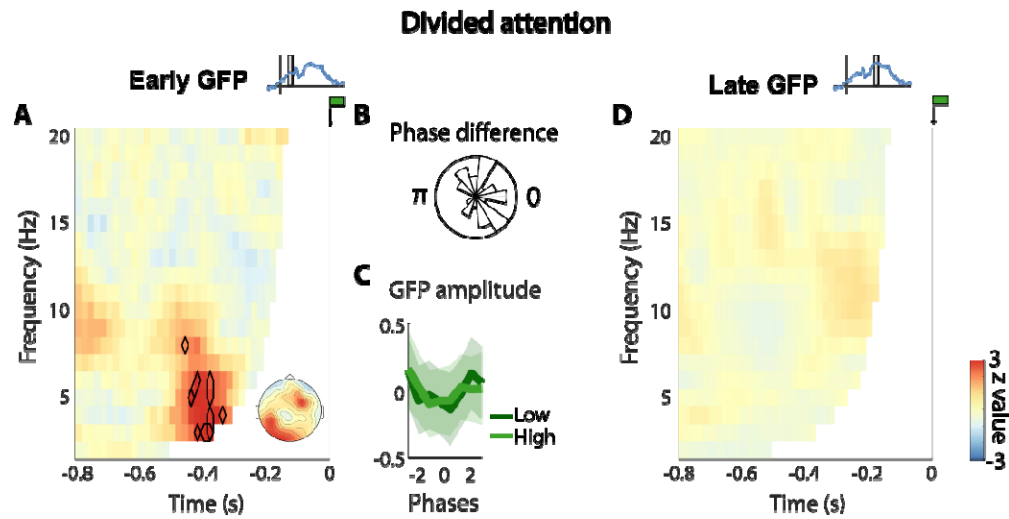 Divided attention
Early GFP
Late GFP
A
B
D
Phase difference
π
0
C
GFP amplitude
0.5
0
-0.5
-2
0
2
Phases
Low
High
20
15
10
5
Frequency (Hz)
-0.8
-0.6
-0.4
-0.2
0
Time (s)
20
15
10
5
Frequency (Hz)
-0.8
-0.6
-0.4
-0.2
0
Time (s)
3
z value
-3